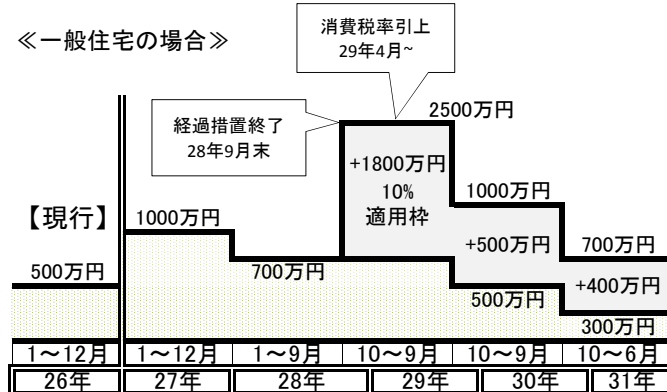 ≪一般住宅の場合≫
消費税率引上
29年4月~
経過措置終了
28年9月末
2500万円
+1800万円
10%
適用枠
【現行】
1000万円
1000万円
+500万円
700万円
500万円
700万円
+400万円
500万円
300万円
1～12月 1～12月 1～9月 10～9月 10～9月 10～6月
26年 27年 28年 29年 30年 31年